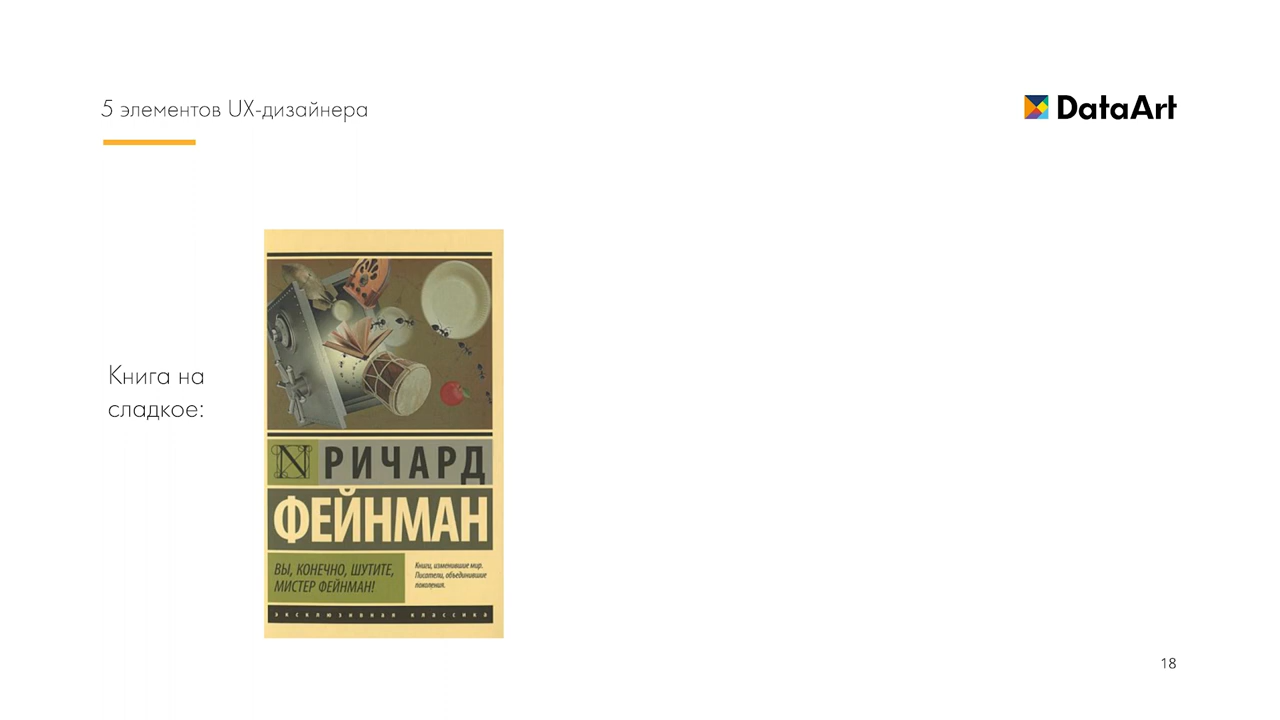 5 элементов UX-дизайнера
DataArt
Книга на
сладкое:
N РИЧАРД
ФЕЙНМАН
ВЫ, КОНЕЧНО, ШУТИТЕ,
МИСТЕР ФЕЙНМАН!
Книги, изменившие мир.
Писатели, объединившие
поколения.
ЭКСКЛЮЗИВНАЯ КЛАССИКА
18